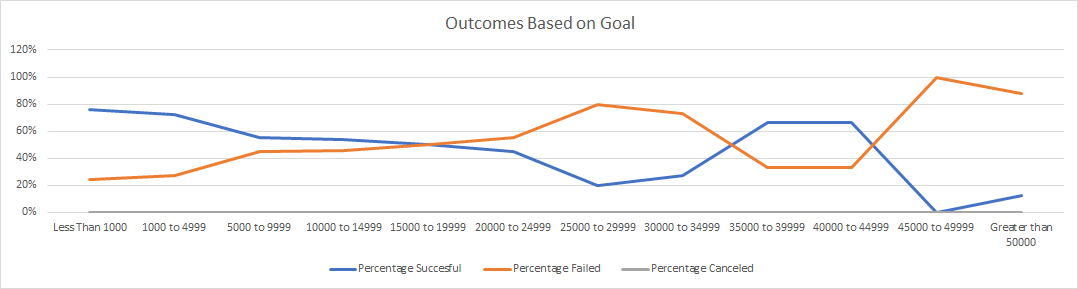 Outcomes Based on Goal
120%
100%
80%
60%
40%
20%
0%
Less Than 1000 1000 to 4999 5000 to 9999 10000 to 14999 15000 to 19999 20000 to 24999 25000 to 29999 30000 to 34999 35000 to 39999 40000 to 44999 45000 to 49999 Greater than
50000
Percentage Succesful Percentage Failed Percentage Canceled